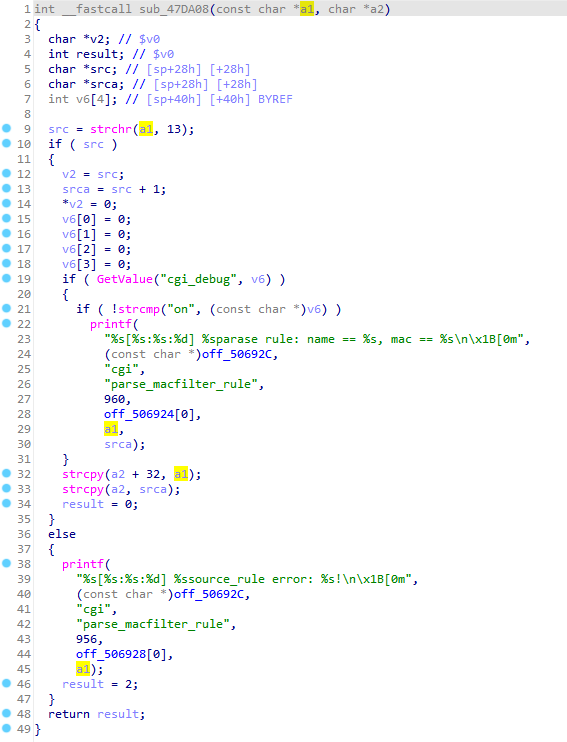 1 int __fastcall sub_47DA08(const char *a1, char *a2)
2 {
3 char *v2; // $v0
4 int result; // $v0
5 char *src; // [sp+28h] [+28h]
6 char *srca; // [sp+28h] [+28h]
7 int v6[4]; // [sp+40h] [+40h] BYREF
8
9 src = strchr(a1, 13);
10 if ( src )
11 {
12 v2 = src;
13 srca = src + 1;
14 *v2 = 0;
15 v6[0] = 0;
16 v6[1] = 0;
17 v6[2] = 0;
18 v6[3] = 0;
19 if ( GetValue("cgi_debug", v6) )
20 {
21 if ( !strcmp("on", (const char *)v6) )
22 printf(
23 "%s[%s:%s:%d] %sparase rule: name == %s, mac == %s\n\x1B[0m",
24 (const char *)off_50692C,
25 "cgi",
26 "parse_macfilter_rule",
27 960,
28 off_506924[0],
29 a1,
30 srca);
31 }
32 strcpy(a2 + 32, a1);
33 strcpy(a2, srca);
34 result = 0;
35 }
36 else
37 {
38 printf(
39 "%s[%s:%s:%d] %ssource_rule error: %s!\n\x1B[0m",
40 (const char *)off_50692C,
41 "cgi",
42 "parse_macfilter_rule",
43 956,
44 off_506928[0],
45 a1);
46 result = 2;
47 }
48 return result;
49 }